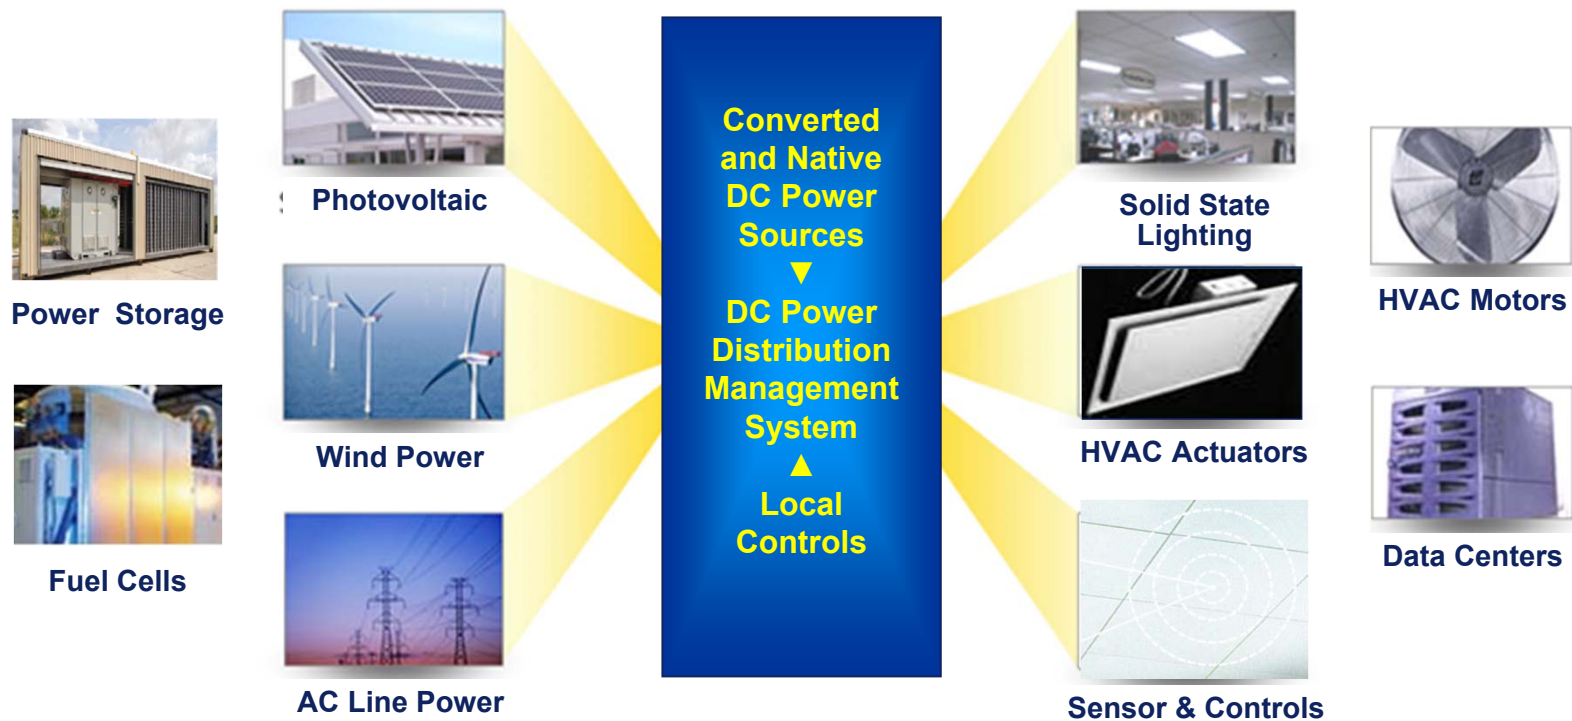 Photovoltaic
Power  Storage
Wind Power
Fuel Cells
AC Line Power
Converted
and Native
DC Power
Sources
▼
DC Power
Distribution
Management
System
▲
Local
Controls
Solid State
Lighting
HVAC Motors
HVAC Actuators
Data Centers
Sensor & Controls